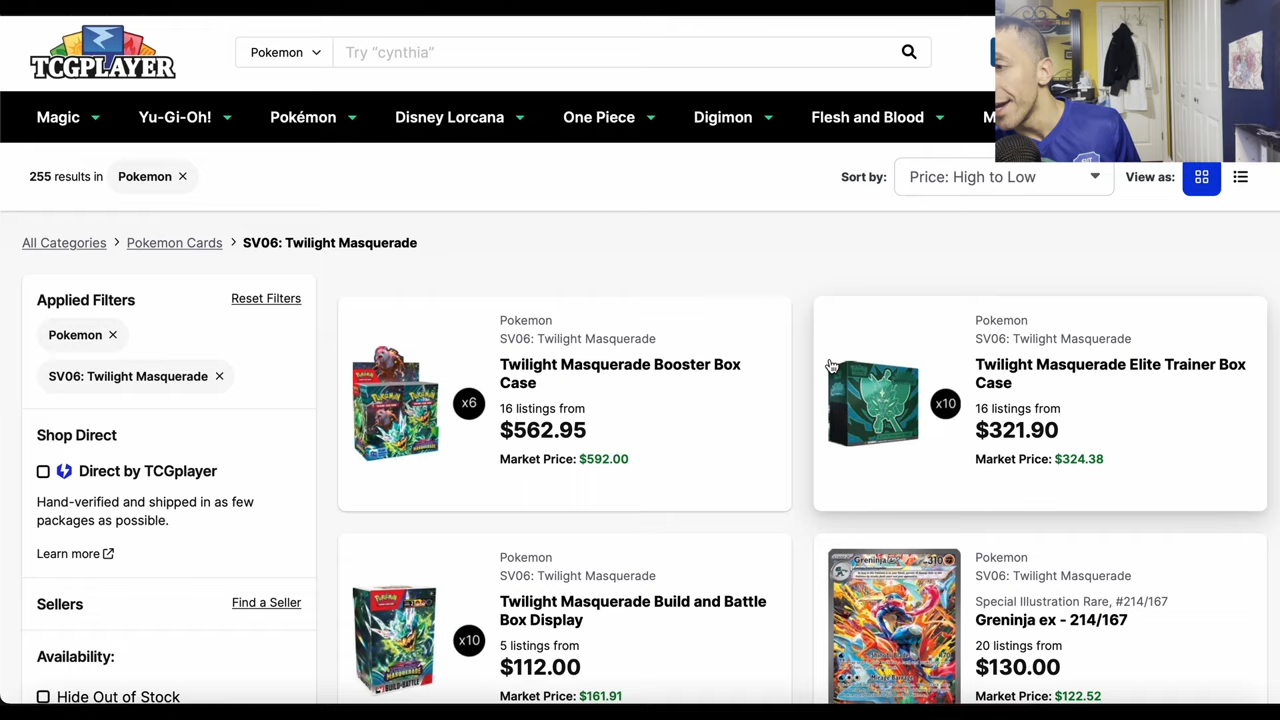 TCGPLAYER
Pokemon
Try “cynthia”
Magic
Yu-Gi-Oh!
Pokémon
Disney Lorcana
One Piece
Digimon
Flesh and Blood
M
255 results in
Pokemon ×
Sort by:
Price: High to Low
View as:
All Categories > Pokemon Cards > SV06: Twilight Masquerade
Applied Filters
Reset Filters
Pokemon ×
SV06: Twilight Masquerade ×
Shop Direct
Direct by TCGplayer
Hand-verified and shipped in as few
packages as possible.
Learn more
Sellers
Find a Seller
Availability:
Hide Out of Stock
x6
Pokemon
SV06: Twilight Masquerade
Twilight Masquerade Booster Box
Case
16 listings from
$562.95
Market Price: $592.00
x10
Pokemon
SV06: Twilight Masquerade
Twilight Masquerade Elite Trainer Box
Case
16 listings from
$321.90
Market Price: $324.38
x10
Pokemon
SV06: Twilight Masquerade
Twilight Masquerade Build and Battle
Box Display
5 listings from
$112.00
Market Price: $161.91
Greninja ex
310
Pokemon
SV06: Twilight Masquerade
Special Illustration Rare, #214/167
Greninja ex - 214/167
20 listings from
$130.00
Market Price: $122.52